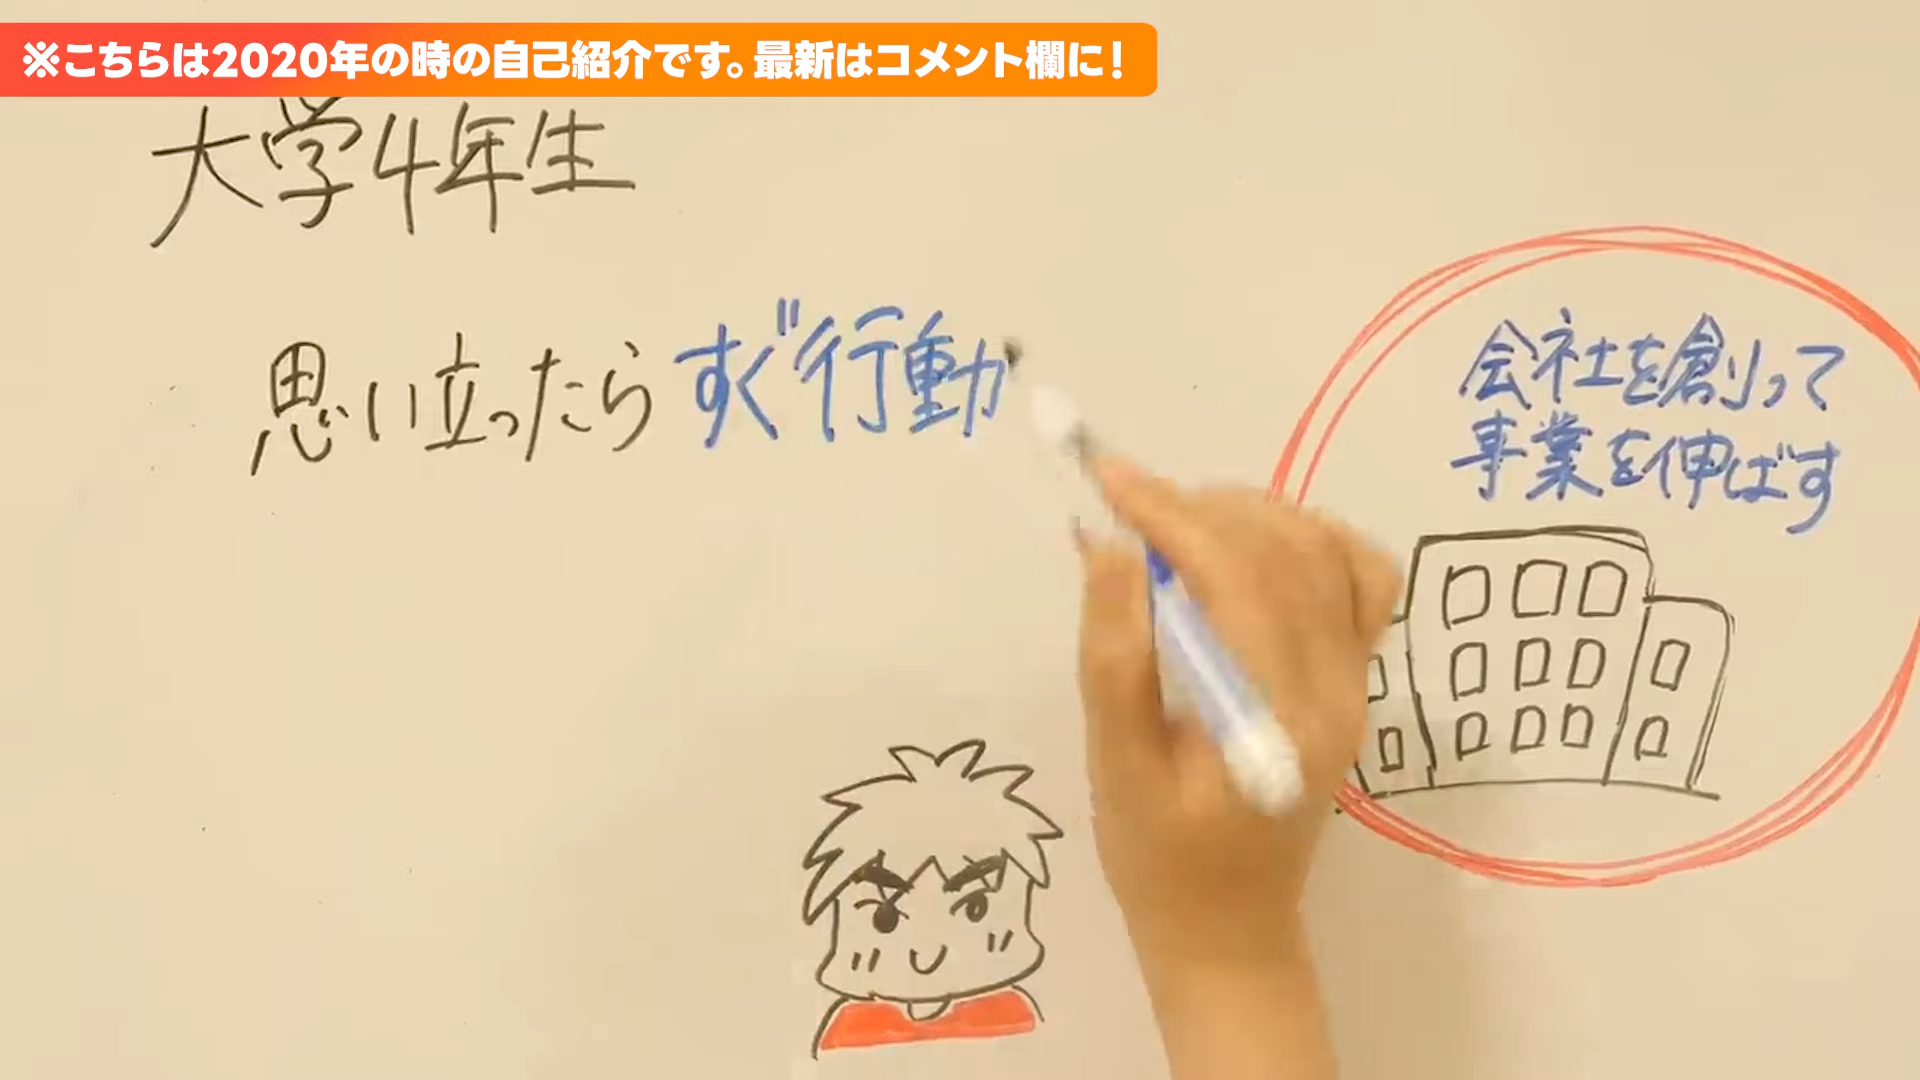 ※こちらは2020年の時の自己紹介です。最新はコメント欄に！
大学4年生
思い立ったらすぐ行動
会社を創って
事業を伸ばす